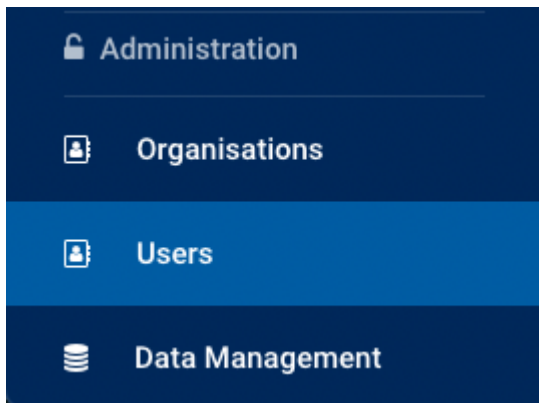 Administration
Organisations
Users
Data Management